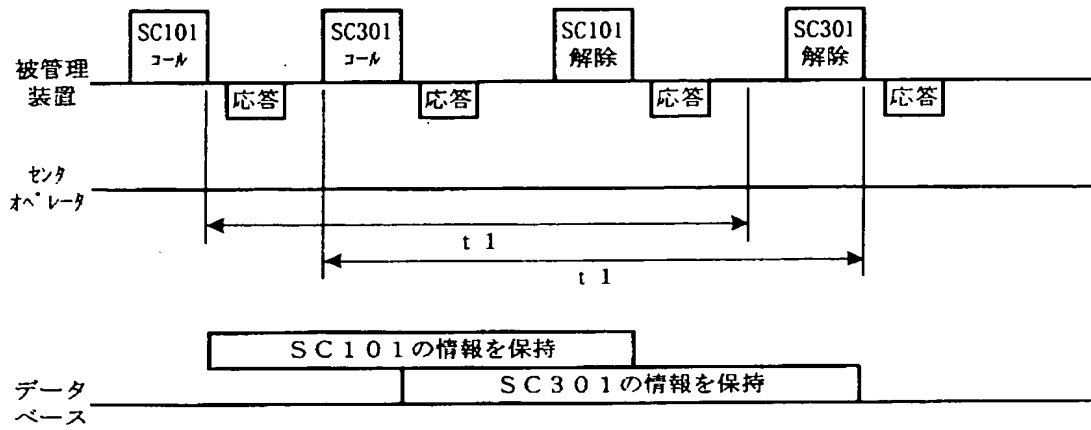 SC101
コール
SC301
コール
SC101
解除
SC301
解除
被管理
装置
応答
応答
応答
応答
センタ
オペレータ
t 1
t 1
SC101の情報を保持
SC301の情報を保持
データ
ベース